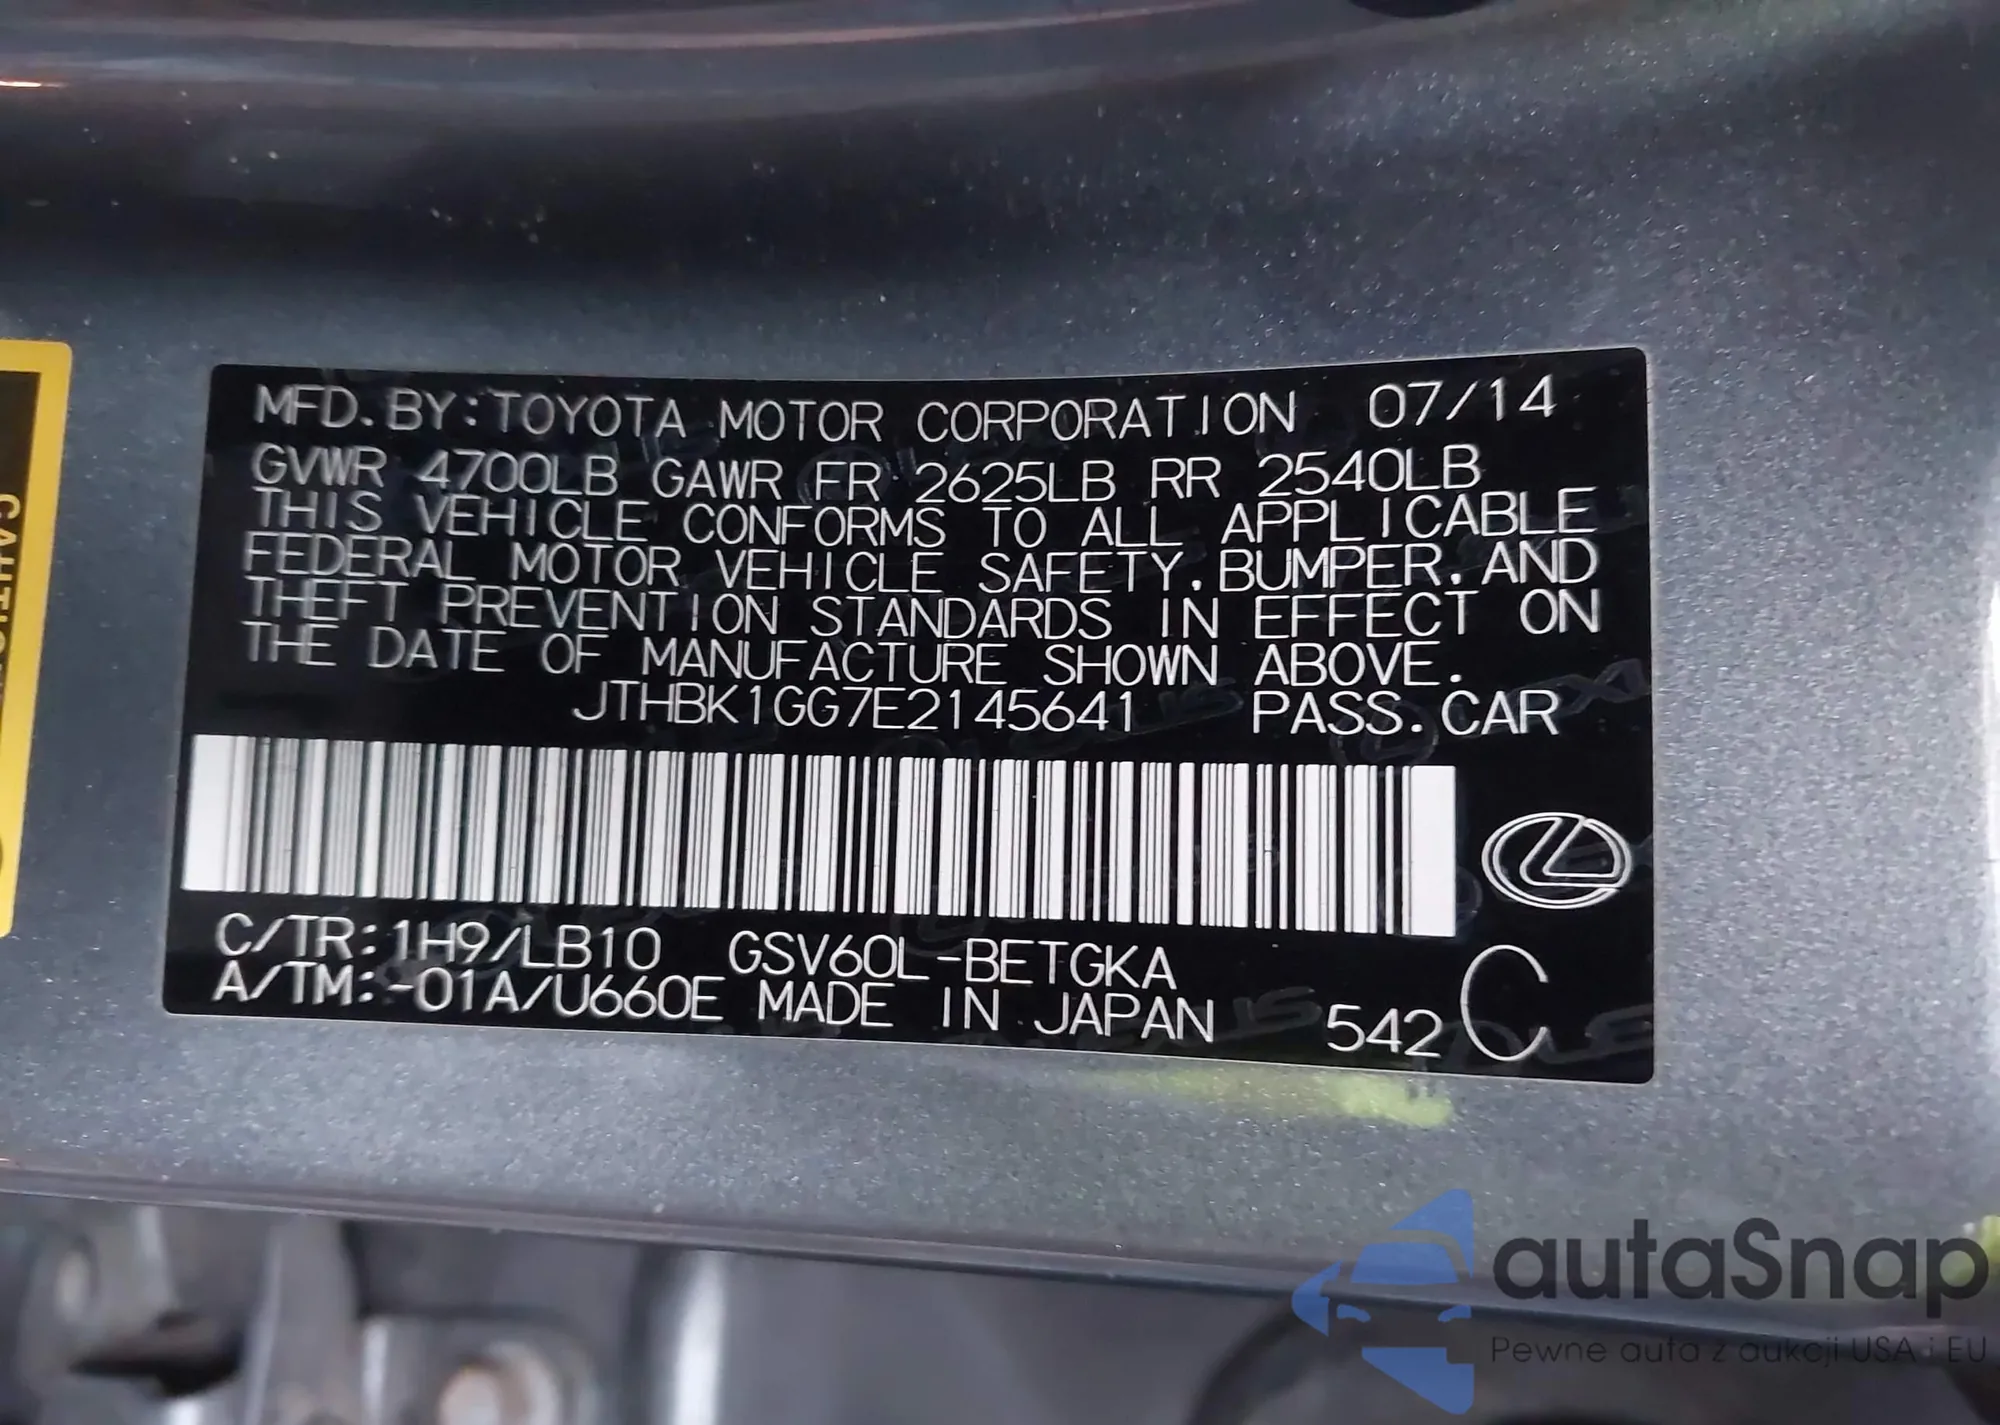 MFD.BY:TOYOTA MOTOR CORPORATION 07/14
GVWR 4700LB GAWR FR 2625LB RR 2540LB
THIS VEHICLE CONFORMS TO ALL APPLICABLE
FEDERAL MOTOR VEHICLE SAFETY,BUMPER,AND
THEFT PREVENTION STANDARDS IN EFFECT ON
THE DATE OF MANUFACTURE SHOWN ABOVE.
JTHBK1GG7E2145641 PASS.CAR
C/TR:1H9/LB10 GSV60L-BETGKA
A/TM:-01A/U660E MADE IN JAPAN 542 C
CAUTION
autaSnap
Pewne auta z aukcji USA i EU